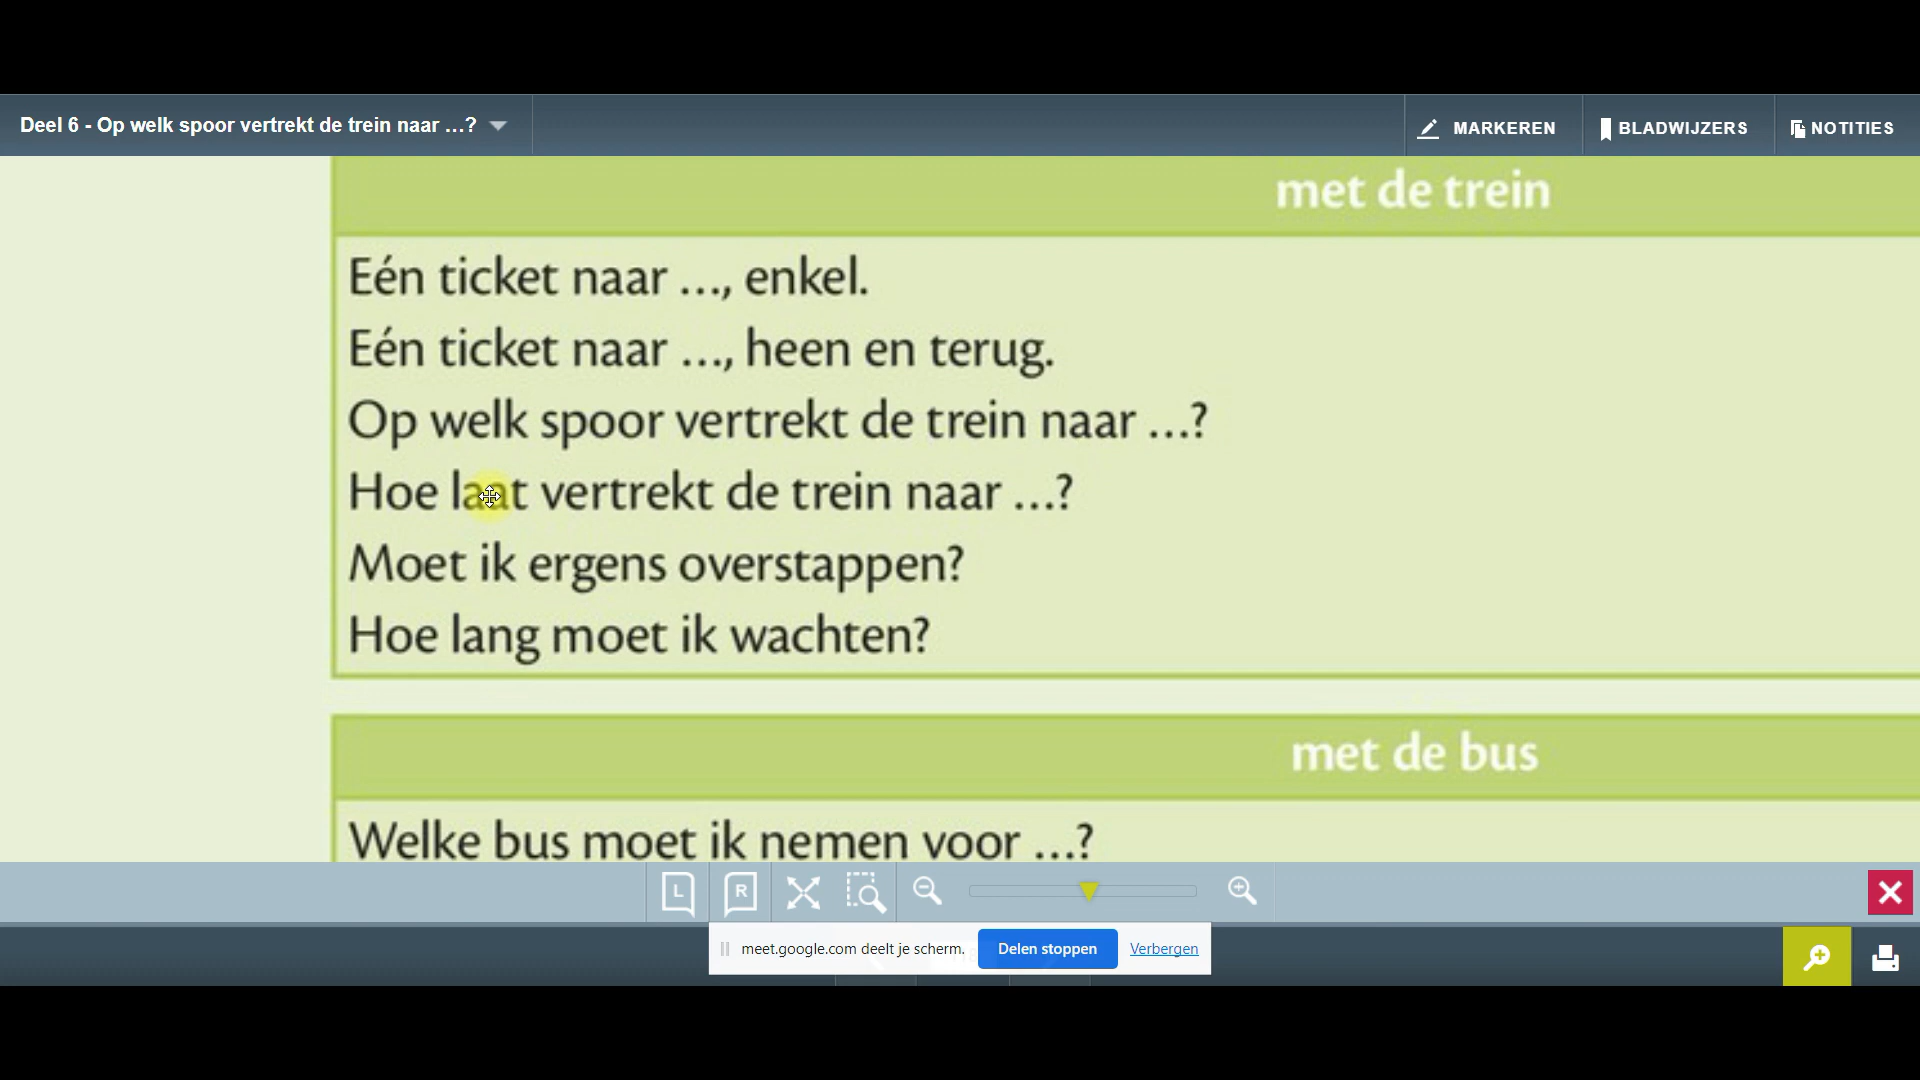 Deel 6 - Op welk spoor vertrekt de trein naar ...?
MARKEREN
BLADWIJZERS
NOTITIES
met de trein
Eén ticket naar ..., enkel.
Eén ticket naar ..., heen en terug.
Op welk spoor vertrekt de trein naar ...?
Hoe laat vertrekt de trein naar ...?
Moet ik ergens overstappen?
Hoe lang moet ik wachten?
met de bus
Welke bus moet ik nemen voor ...?
L
R
meet.google.com deelt je scherm.
Delen stoppen
Verbergen